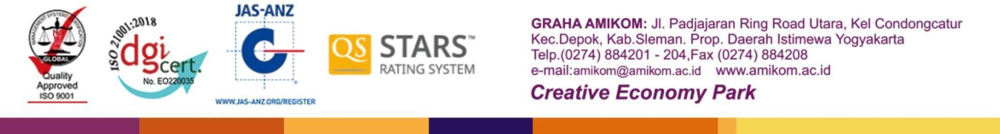 MANAGEMENT SYSTEMS CERTIFICATION
GLOBAL
Quality
Approved
ISO 9001
ISO 21001:2018
dgi
cert.
No. EO220035
JAS-ANZ
C
®
WWW.JAS-ANZ.ORG/REGISTER
QS STARS™
RATING SYSTEM
GRAHA AMIKOM: Jl. Padjajaran Ring Road Utara, Kel Condongcatur
Kec.Depok, Kab.Sleman. Prop. Daerah Istimewa Yogyakarta
Telp.(0274) 884201 - 204,Fax (0274) 884208
e-mail:amikom@amikom.ac.id www.amikom.ac.id
Creative Economy Park